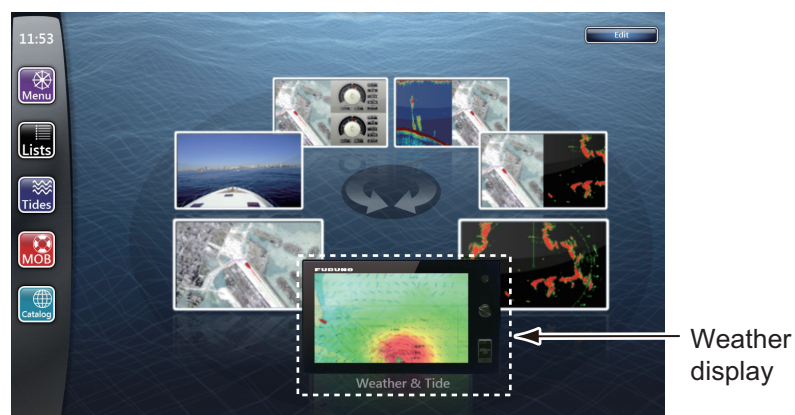 11:53
Edit
Menu
Lists
Tides
MOB
Catalog
FURUNO
Weather & Tide
Weather
display